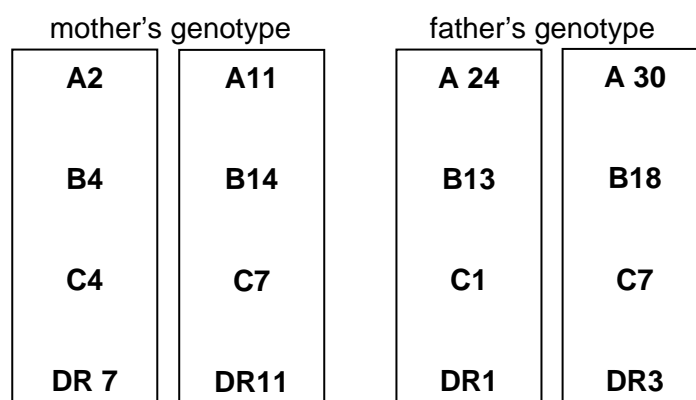 mother's genotype father's genotype
A2 A11 A 24 A 30
B4 B14 B13 B18
C4 C7 C1 C7
DR 7 DR11 DR1 DR3